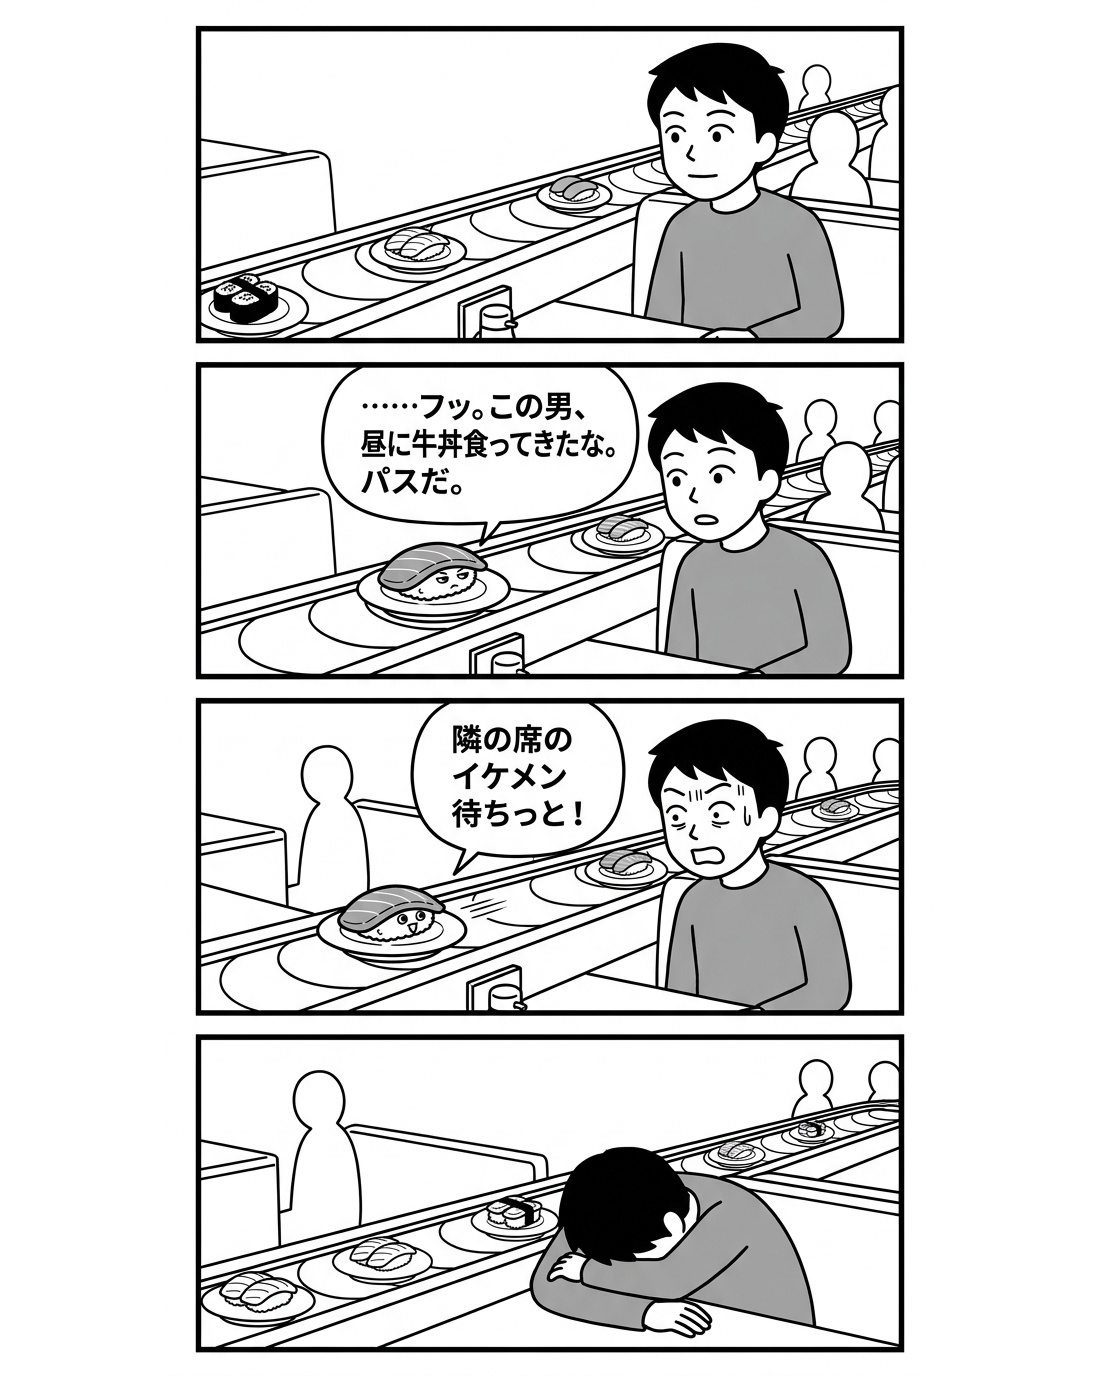 ……フッ。この男、
昼に牛丼食ってきたな。
パスだ。
隣の席の
イケメン
待ちっと！